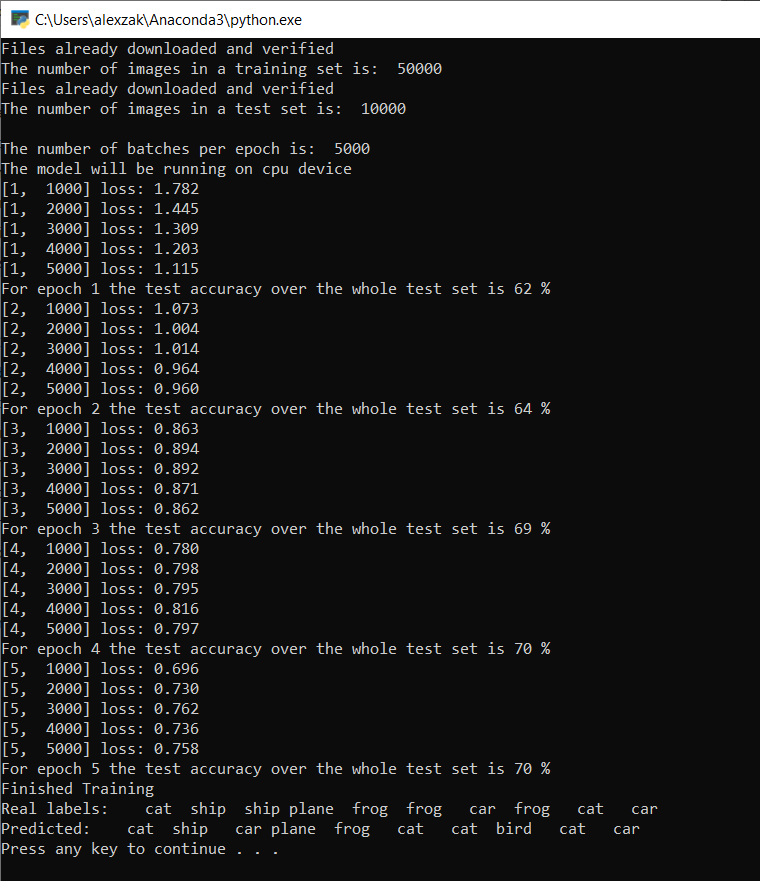 C:\Users\alexzak\Anaconda3\python.exe
Files already downloaded and verified
The number of images in a training set is:  50000
Files already downloaded and verified
The number of images in a test set is:  10000

The number of batches per epoch is:  5000
The model will be running on cpu device
[1,  1000] loss: 1.782
[1,  2000] loss: 1.445
[1,  3000] loss: 1.309
[1,  4000] loss: 1.203
[1,  5000] loss: 1.115
For epoch 1 the test accuracy over the whole test set is 62 %
[2,  1000] loss: 1.073
[2,  2000] loss: 1.004
[2,  3000] loss: 1.014
[2,  4000] loss: 0.964
[2,  5000] loss: 0.960
For epoch 2 the test accuracy over the whole test set is 64 %
[3,  1000] loss: 0.863
[3,  2000] loss: 0.894
[3,  3000] loss: 0.892
[3,  4000] loss: 0.871
[3,  5000] loss: 0.862
For epoch 3 the test accuracy over the whole test set is 69 %
[4,  1000] loss: 0.780
[4,  2000] loss: 0.798
[4,  3000] loss: 0.795
[4,  4000] loss: 0.816
[4,  5000] loss: 0.797
For epoch 4 the test accuracy over the whole test set is 70 %
[5,  1000] loss: 0.696
[5,  2000] loss: 0.730
[5,  3000] loss: 0.762
[5,  4000] loss: 0.736
[5,  5000] loss: 0.758
For epoch 5 the test accuracy over the whole test set is 70 %
Finished Training
Real labels:    cat  ship  ship plane  frog  frog   car  frog   cat   car
Predicted:    cat  ship   car plane  frog   cat   cat  bird   cat   car
Press any key to continue . . .